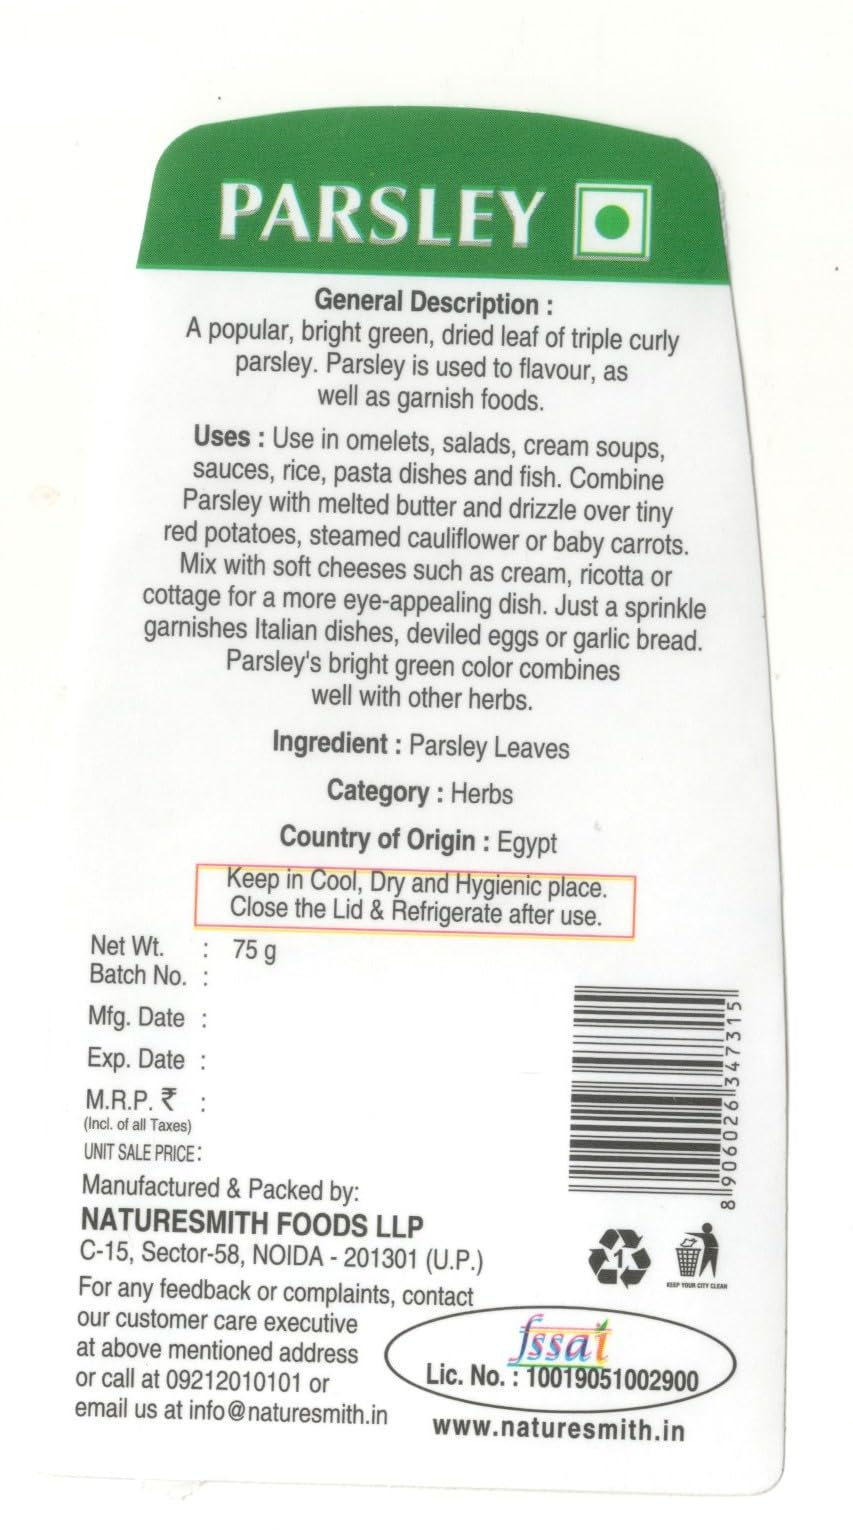 PARSLEY
General Description :
A popular, bright green, dried leaf of triple curly
parsley. Parsley is used to flavour, as
well as garnish foods.
Uses : Use in omelets, salads, cream soups,
sauces, rice, pasta dishes and fish. Combine
Parsley with melted butter and drizzle over tiny
red potatoes, steamed cauliflower or baby carrots.
Mix with soft cheeses such as cream, ricotta or
cottage for a more eye-appealing dish. Just a sprinkle
garnishes Italian dishes, deviled eggs or garlic bread.
Parsley's bright green color combines
well with other herbs.
Ingredient : Parsley Leaves
Category : Herbs
Country of Origin : Egypt
Keep in Cool, Dry and Hygienic place.
Close the Lid & Refrigerate after use.
Net Wt. : 75 g
Batch No. :
Mfg. Date :
Exp. Date :
M.R.P. ₹ :
(Incl. of all Taxes)
UNIT SALE PRICE:
8 906026 347315
Manufactured & Packed by:
NATURESMITH FOODS LLP
C-15, Sector-58, NOIDA - 201301 (U.P.)
1
KEEP YOUR CITY CLEAN
For any feedback or complaints, contact
our customer care executive
at above mentioned address
or call at 09212010101 or
email us at info@naturesmith.in
fssai
Lic. No. : 10019051002900
www.naturesmith.in